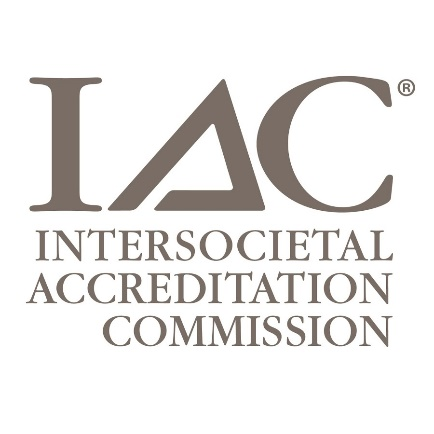 IAC®
INTERSOCIETAL
ACCREDITATION
COMMISSION